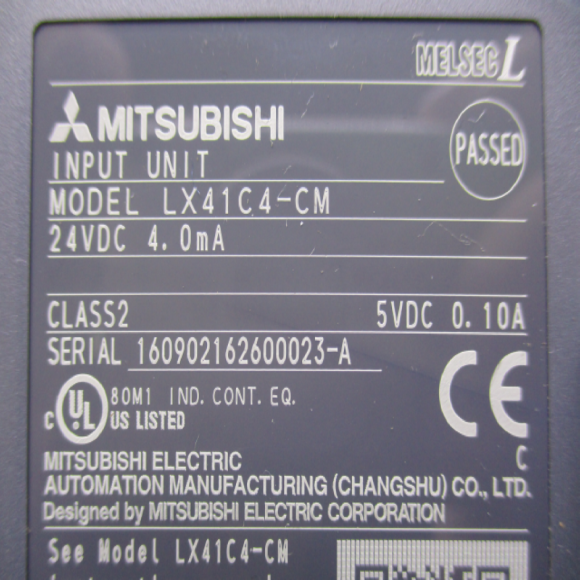 MELSEC L
MITSUBISHI
PASSED
INPUT UNIT
MODEL LX41C4-CM
24VDC 4.0mA
CLASS2 5VDC 0.10A
SERIAL 160902162600023-A
CE
C UL 80M1 IND. CONT. EQ.
US LISTED
C
MITSUBISHI ELECTRIC
AUTOMATION MANUFACTURING (CHANGSHU) CO., LTD.
Designed by MITSUBISHI ELECTRIC CORPORATION
See Model LX41C4-CM